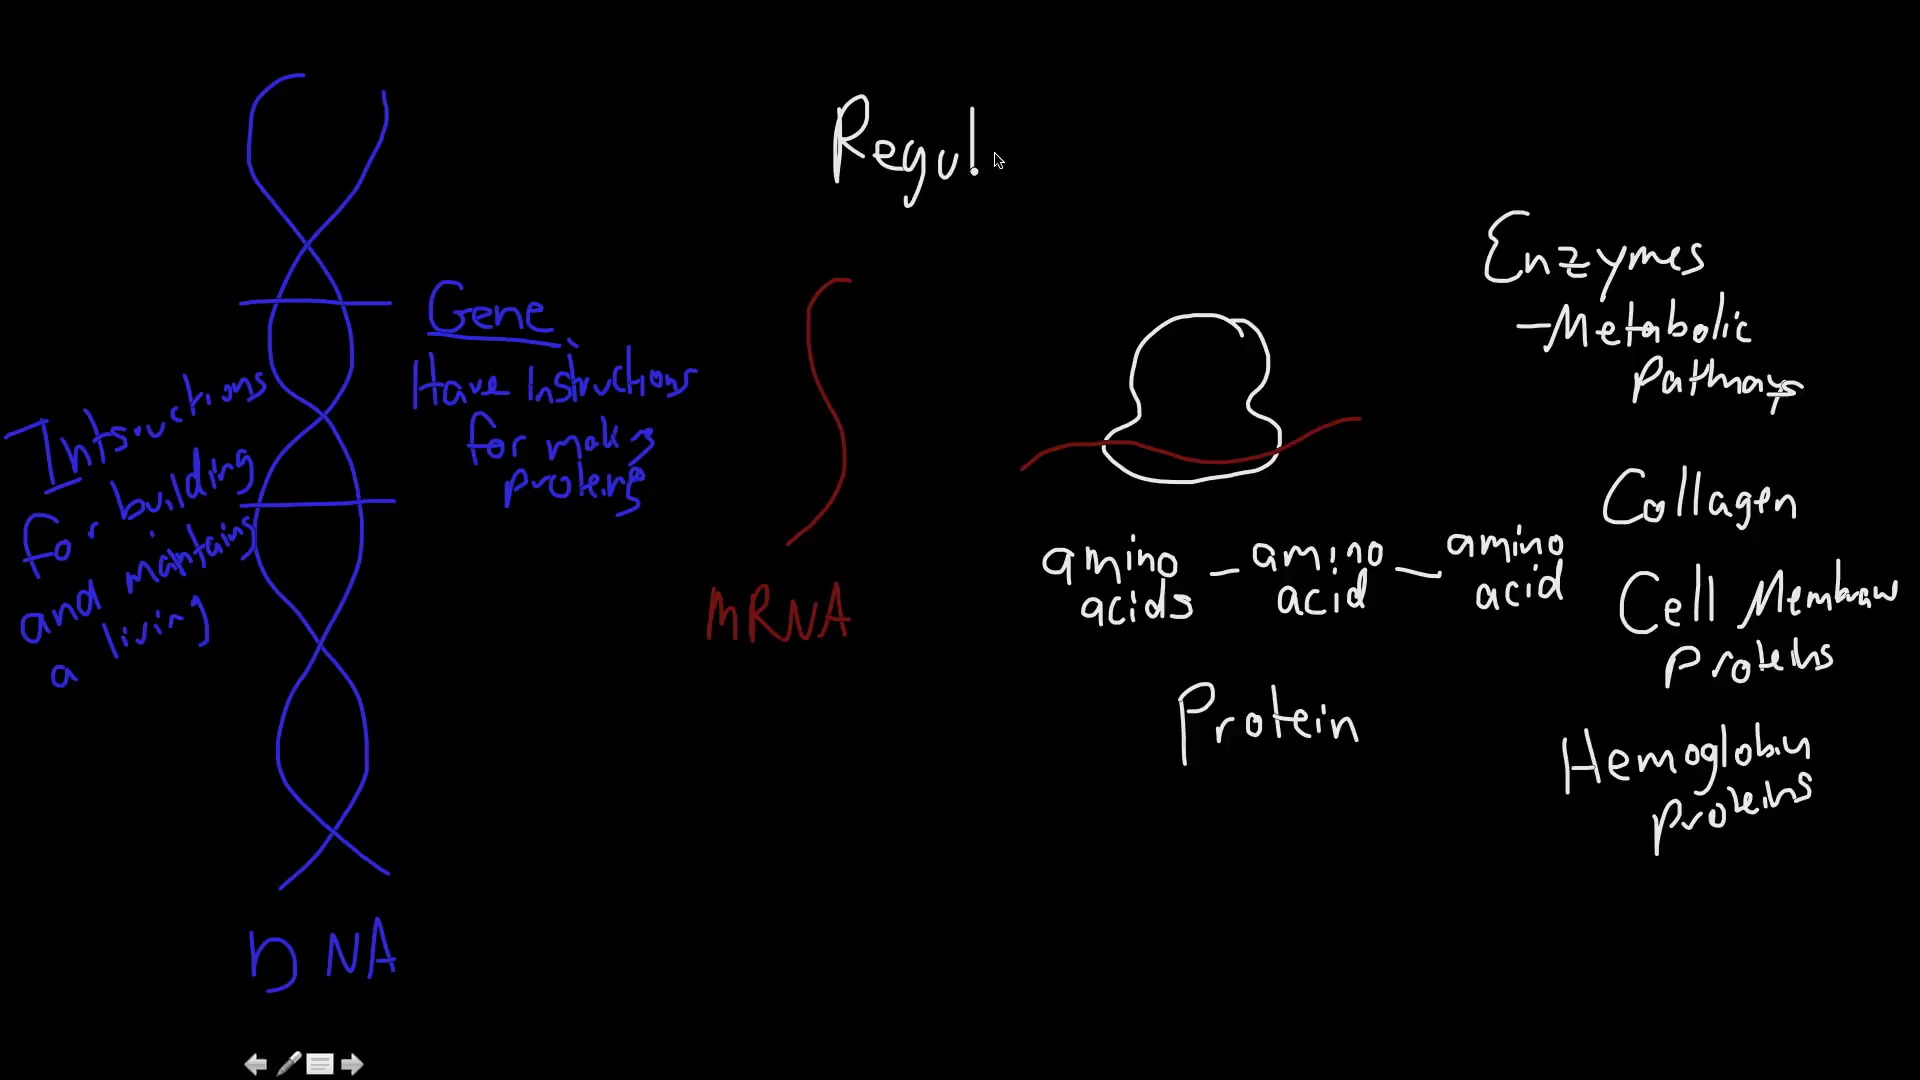 Regul
Gene
Have instructions
for making
proteins
Intsructions
for building
and maintaing
a living
DNA
mRNA
amino
acids - amino
acid - amino
acid
Protein
Enzymes
- Metabolic
Pathways
Collagen
Cell Membrane
Proteins
Hemoglobin
Proteins